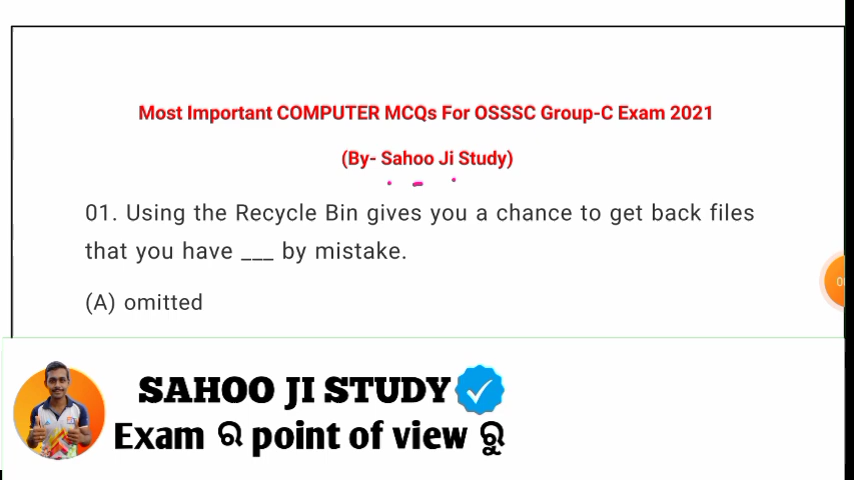 Most Important COMPUTER MCQs For OSSSC Group-C Exam 2021
(By- Sahoo Ji Study)
01. Using the Recycle Bin gives you a chance to get back files
that you have ___ by mistake.
(A) omitted
SAHOO JI STUDY
Exam ର point of view ରୁ